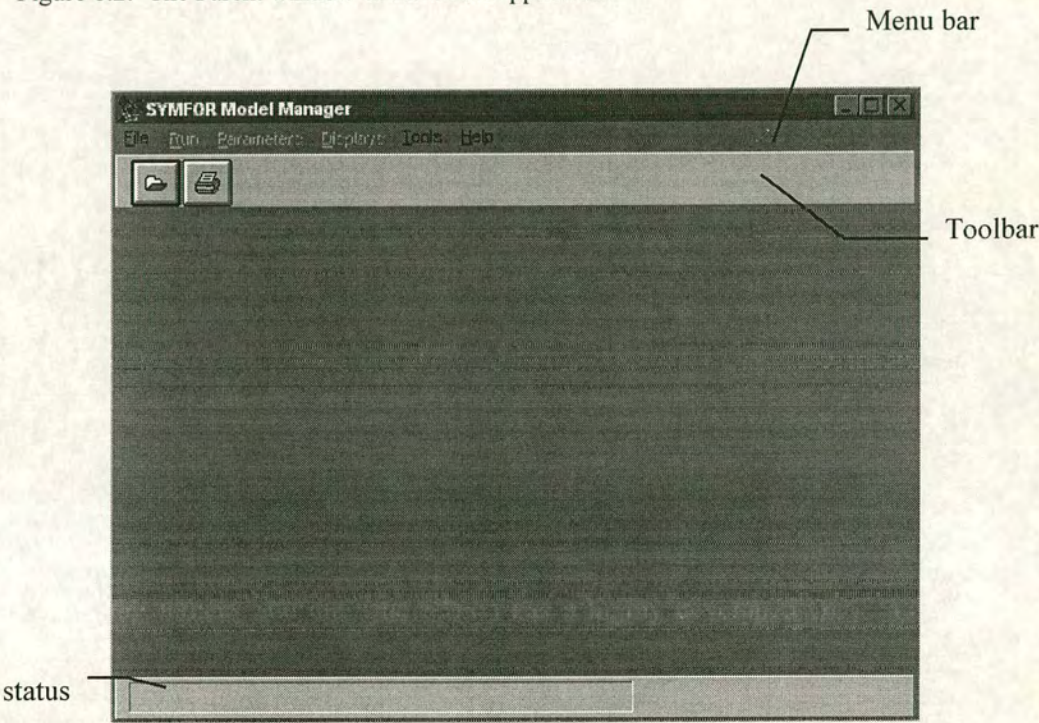 Menu bar
SYMFOR Model Manager
File Run Parameters Displays Tools Help
Toolbar
status